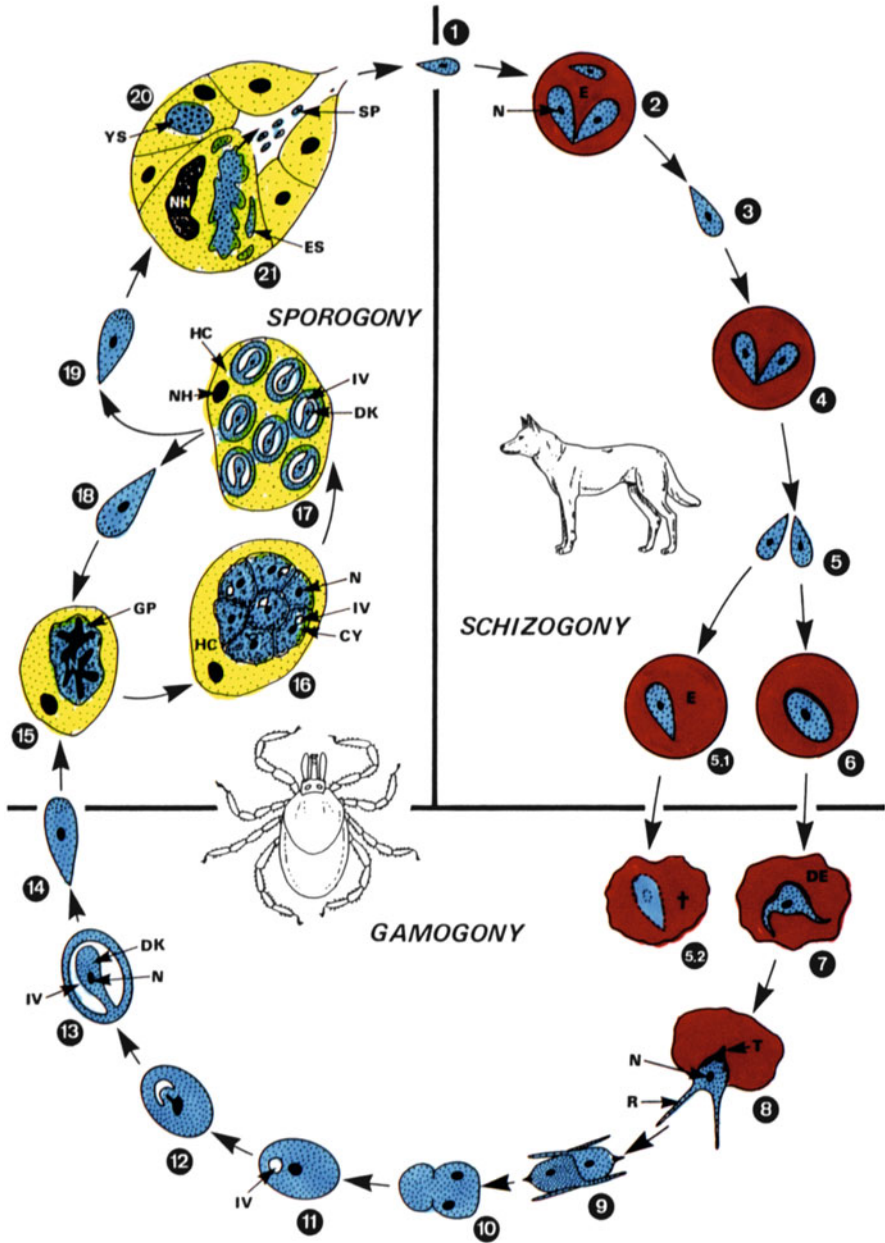 1
20
SP
E
N
2
YS
NH
3
ES
21
SPOROGONY
HC
IV
19
NH
DK
4
18
17
GP
N
5
N
IV
SCHIZOGONY
HC
CY
E
16
15
5.1
6
14
DE
†
GAMOGONY
DK
N
5.2
7
IV
13
T
N
R
8
12
IV
11
10
9